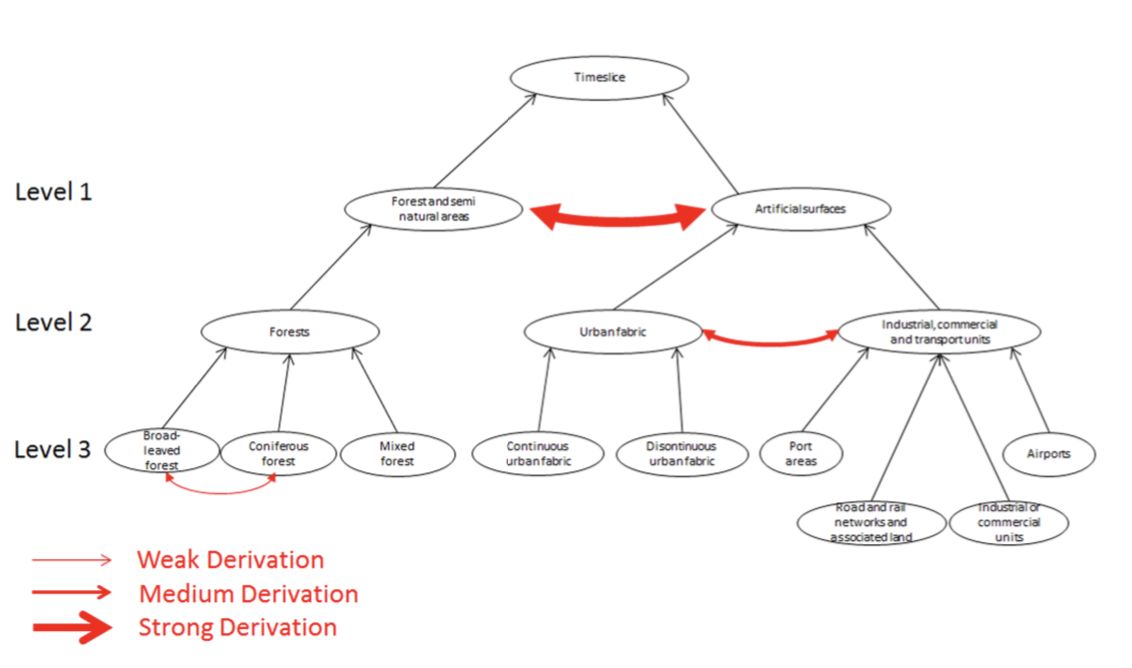 Timeslice
Level 1
Forest and semi
natural areas
Artificial surfaces
Level 2
Forests
Urban fabric
Industrial, commercial
and transport units
Level 3
Broad-
leaved
forest
Coniferous
forest
Mixed
forest
Continuous
urban fabric
Disontinuous
urban fabric
Port
areas
Airports
Road and rail
networks and
associated land
Industrial or
commercial
units
Weak Derivation
Medium Derivation
Strong Derivation